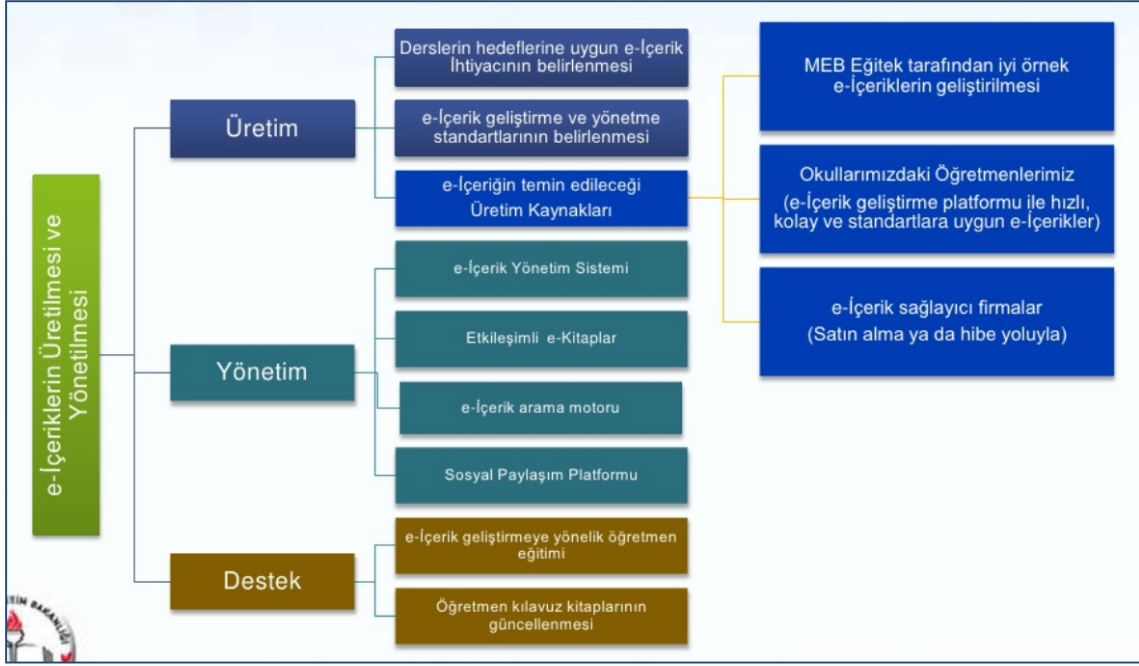 e-İçeriklerin Üretilmesi ve
Yönetilmesi
Üretim
Derslerin hedeflerine uygun e-İçerik
İhtiyacının belirlenmesi
e-İçerik geliştirme ve yönetme
standartlarının belirlenmesi
e-İçeriğin temin edileceği
Üretim Kaynakları
MEB Eğitek tarafından iyi örnek
e-İçeriklerin geliştirilmesi
Okullarımızdaki Öğretmenlerimiz
(e-İçerik geliştirme platformu ile hızlı,
kolay ve standartlara uygun e-İçerikler)
e-İçerik sağlayıcı firmalar
(Satın alma ya da hibe yoluyla)
Yönetim
e-İçerik Yönetim Sistemi
Etkileşimli e-Kitaplar
e-İçerik arama motoru
Sosyal Paylaşım Platformu
Destek
e-İçerik geliştirmeye yönelik öğretmen
eğitimi
Öğretmen kılavuz kitaplarının
güncellenmesi
BAKANLIĞI